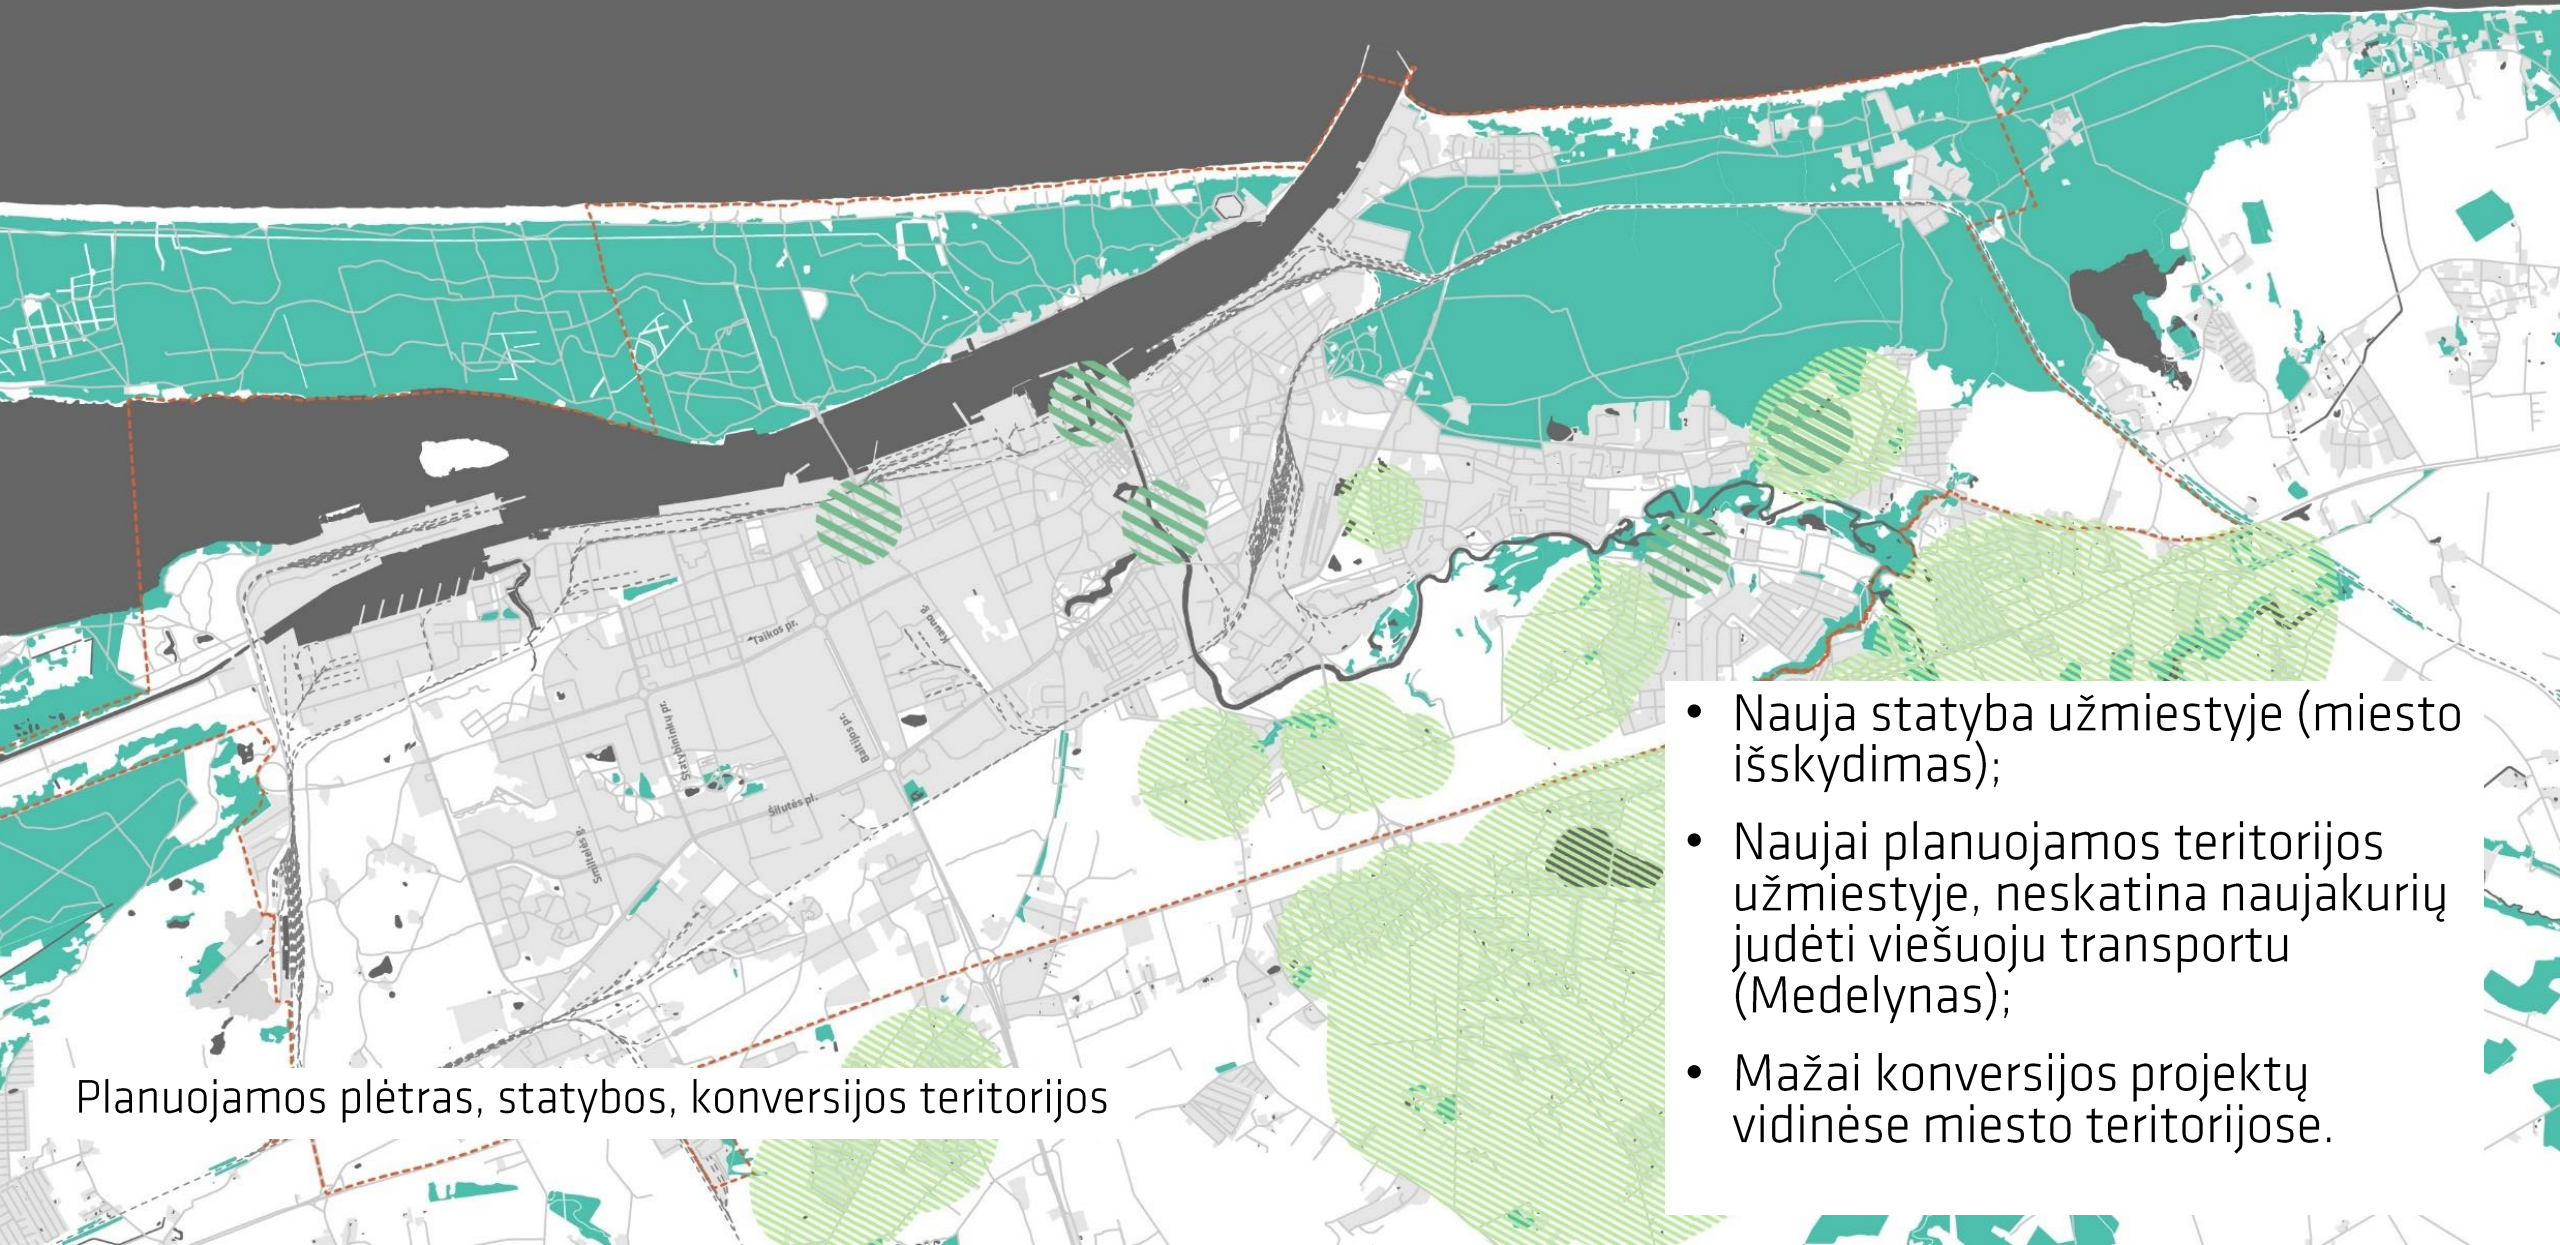 Taikos pr.
Kauno g.
Statybininkų pr.
Baltijos pr.
Šilutės pl.
Smiltelės g.
• Nauja statyba užmiestyje (miesto
išskydimas);
• Naujai planuojamos teritorijos
užmiestyje, neskatina naujakurių
judėti viešuoju transportu
(Medelynas);
• Mažai konversijos projektų
vidinėse miesto teritorijose.
Planuojamos plėtras, statybos, konversijos teritorijos